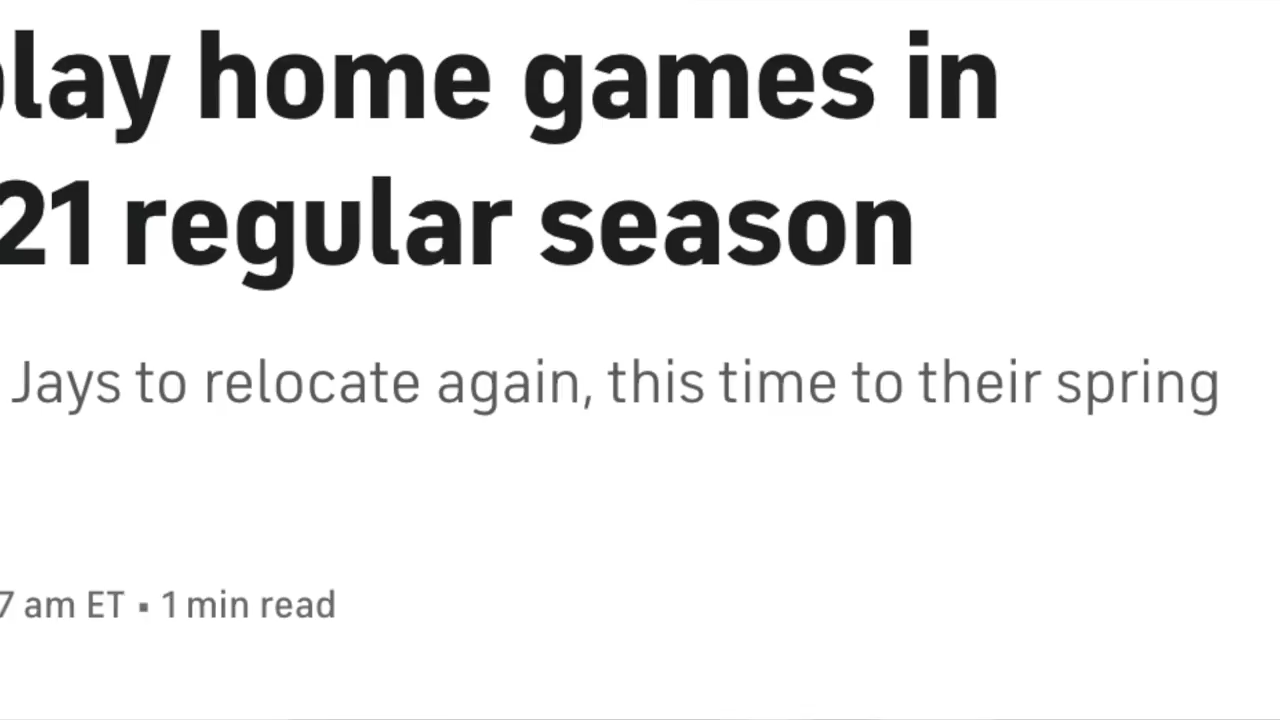 play home games in
21 regular season
Jays to relocate again, this time to their spring
7 am ET ▪ 1 min read